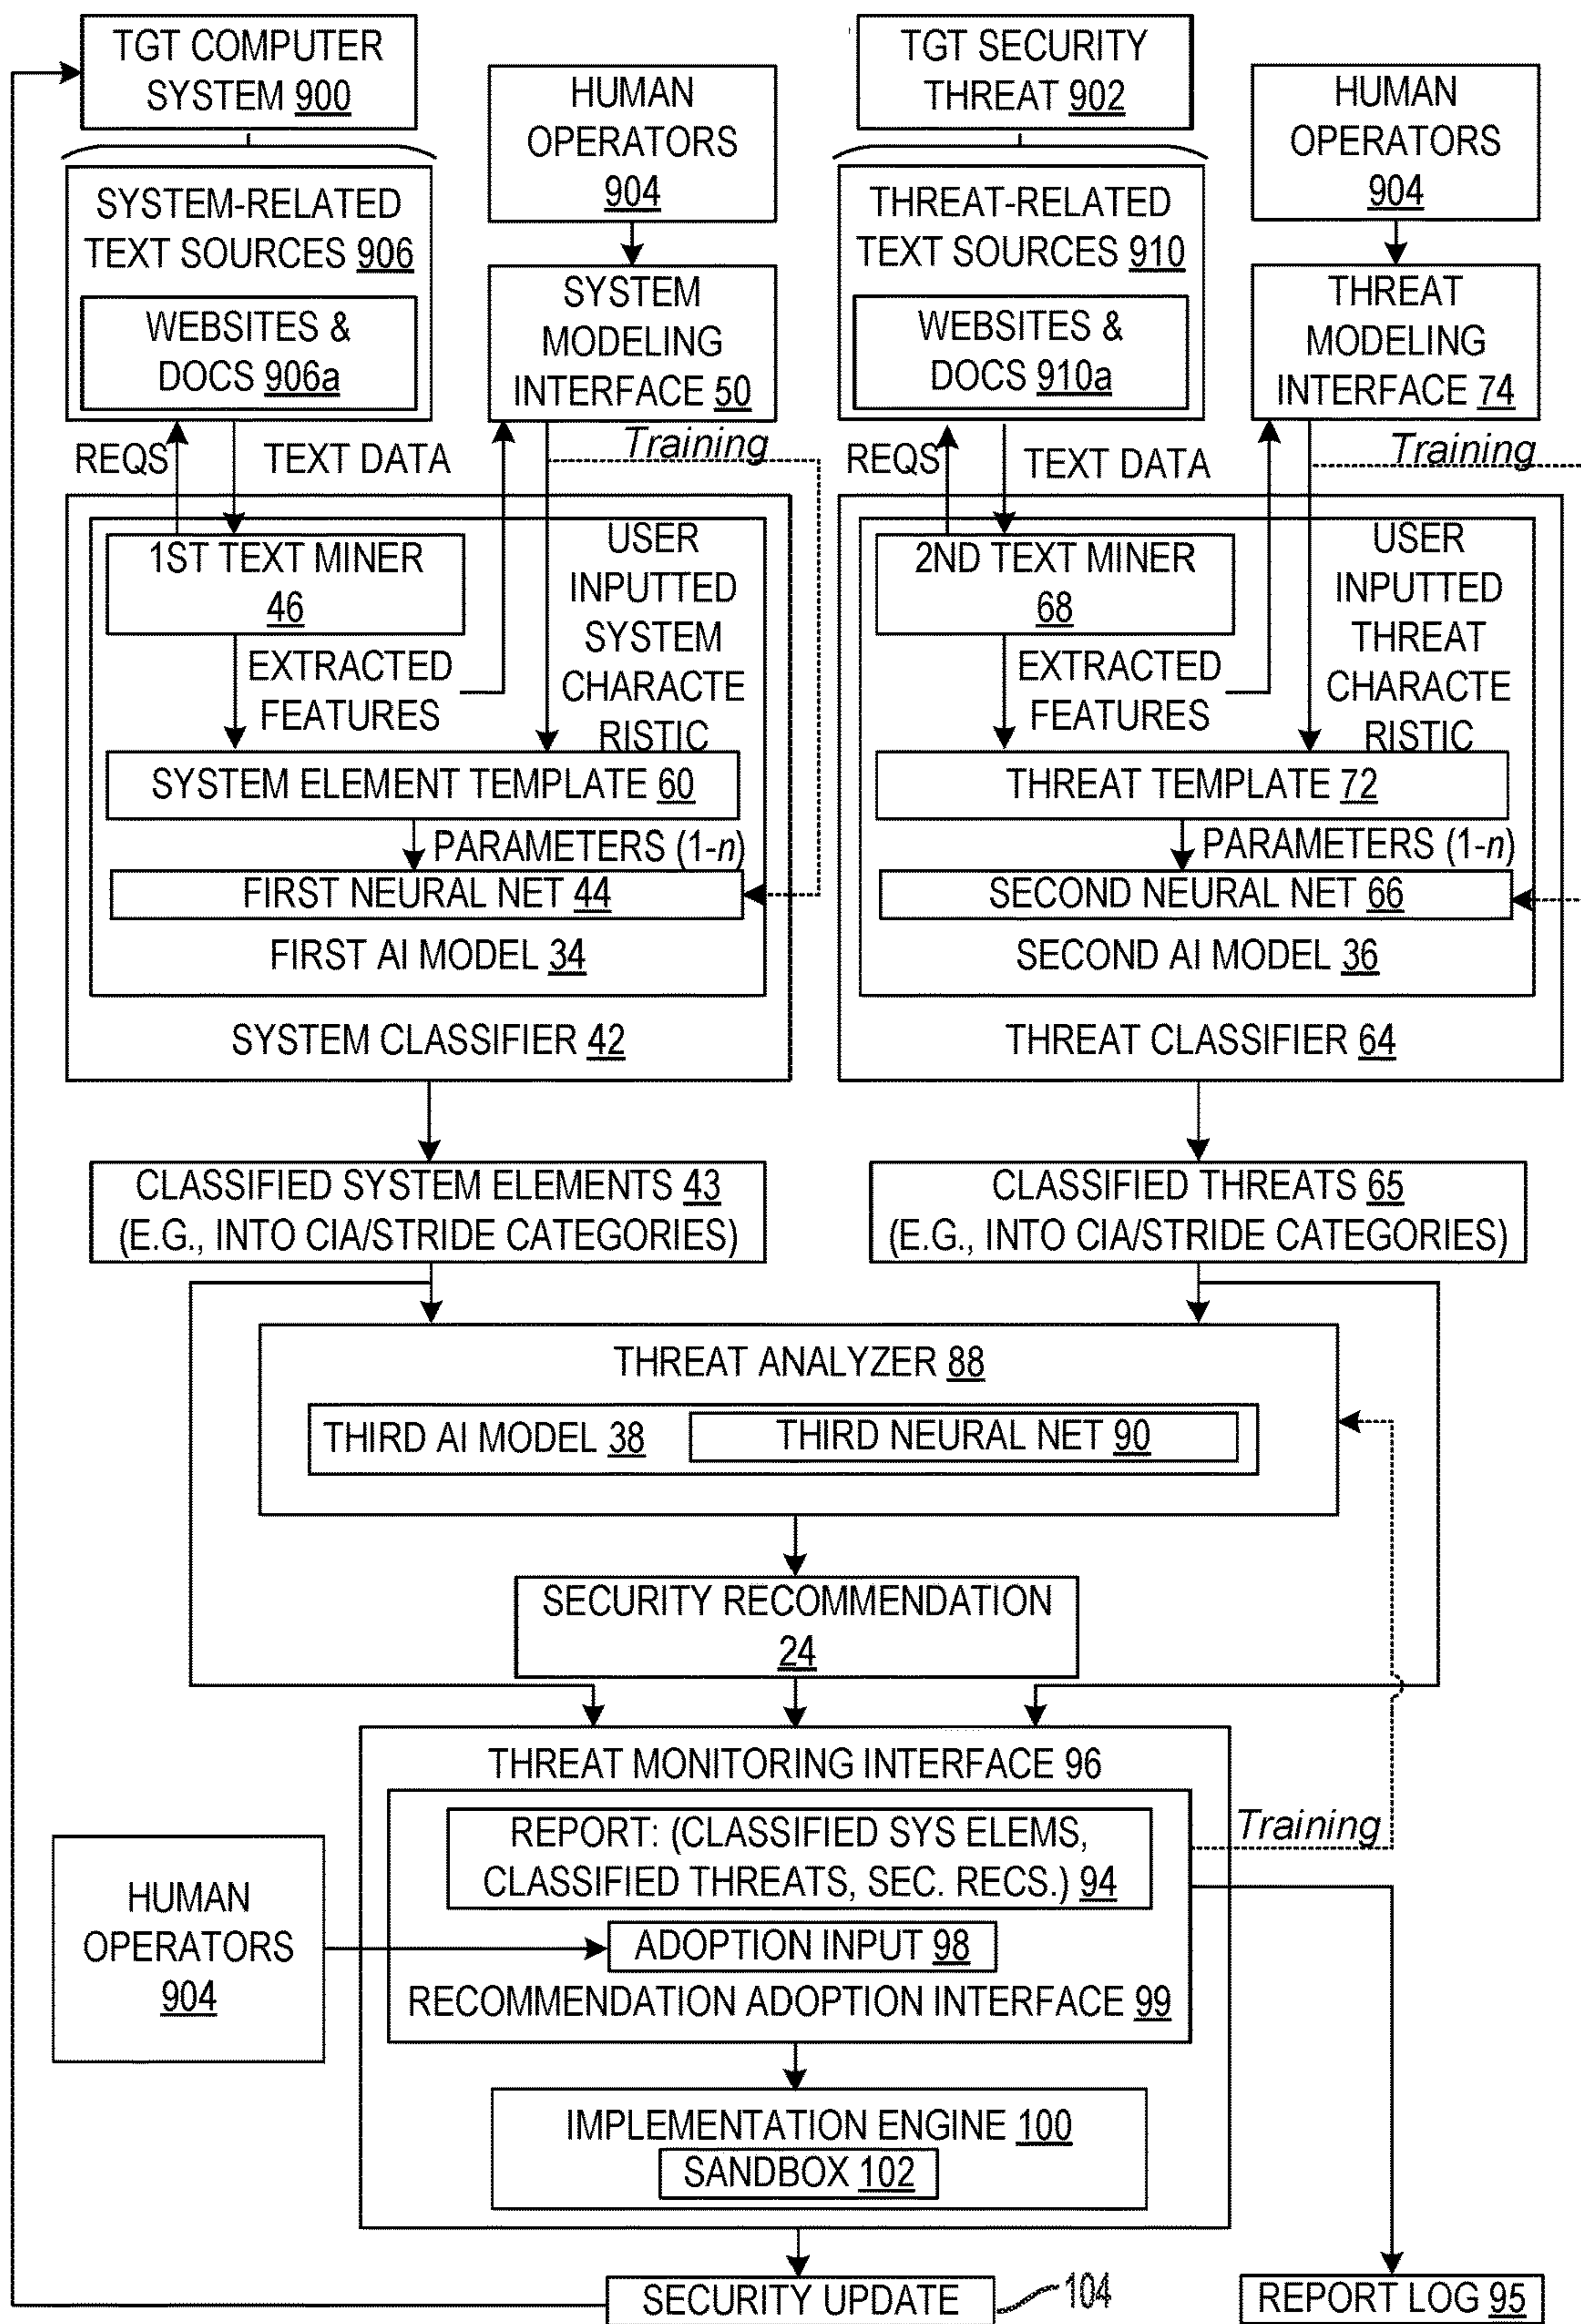 TGT COMPUTER
SYSTEM 900
HUMAN
OPERATORS
904
TGT SECURITY
THREAT 902
HUMAN
OPERATORS
904
SYSTEM-RELATED
TEXT SOURCES 906
WEBSITES &
DOCS 906a
SYSTEM
MODELING
INTERFACE 50
THREAT-RELATED
TEXT SOURCES 910
WEBSITES &
DOCS 910a
THREAT
MODELING
INTERFACE 74
REQS
TEXT DATA
Training
REQS
TEXT DATA
Training
1ST TEXT MINER
46
USER
INPUTTED
SYSTEM
CHARACTE
RISTIC
EXTRACTED
FEATURES
SYSTEM ELEMENT TEMPLATE 60
PARAMETERS (1-n)
FIRST NEURAL NET 44
FIRST AI MODEL 34
SYSTEM CLASSIFIER 42
2ND TEXT MINER
68
USER
INPUTTED
THREAT
CHARACTE
RISTIC
EXTRACTED
FEATURES
THREAT TEMPLATE 72
PARAMETERS (1-n)
SECOND NEURAL NET 66
SECOND AI MODEL 36
THREAT CLASSIFIER 64
CLASSIFIED SYSTEM ELEMENTS 43
(E.G., INTO CIA/STRIDE CATEGORIES)
CLASSIFIED THREATS 65
(E.G., INTO CIA/STRIDE CATEGORIES)
THREAT ANALYZER 88
THIRD AI MODEL 38
THIRD NEURAL NET 90
SECURITY RECOMMENDATION
24
THREAT MONITORING INTERFACE 96
REPORT: (CLASSIFIED SYS ELEMS,
CLASSIFIED THREATS, SEC. RECS.) 94
Training
HUMAN
OPERATORS
904
ADOPTION INPUT 98
RECOMMENDATION ADOPTION INTERFACE 99
IMPLEMENTATION ENGINE 100
SANDBOX 102
SECURITY UPDATE
104
REPORT LOG 95